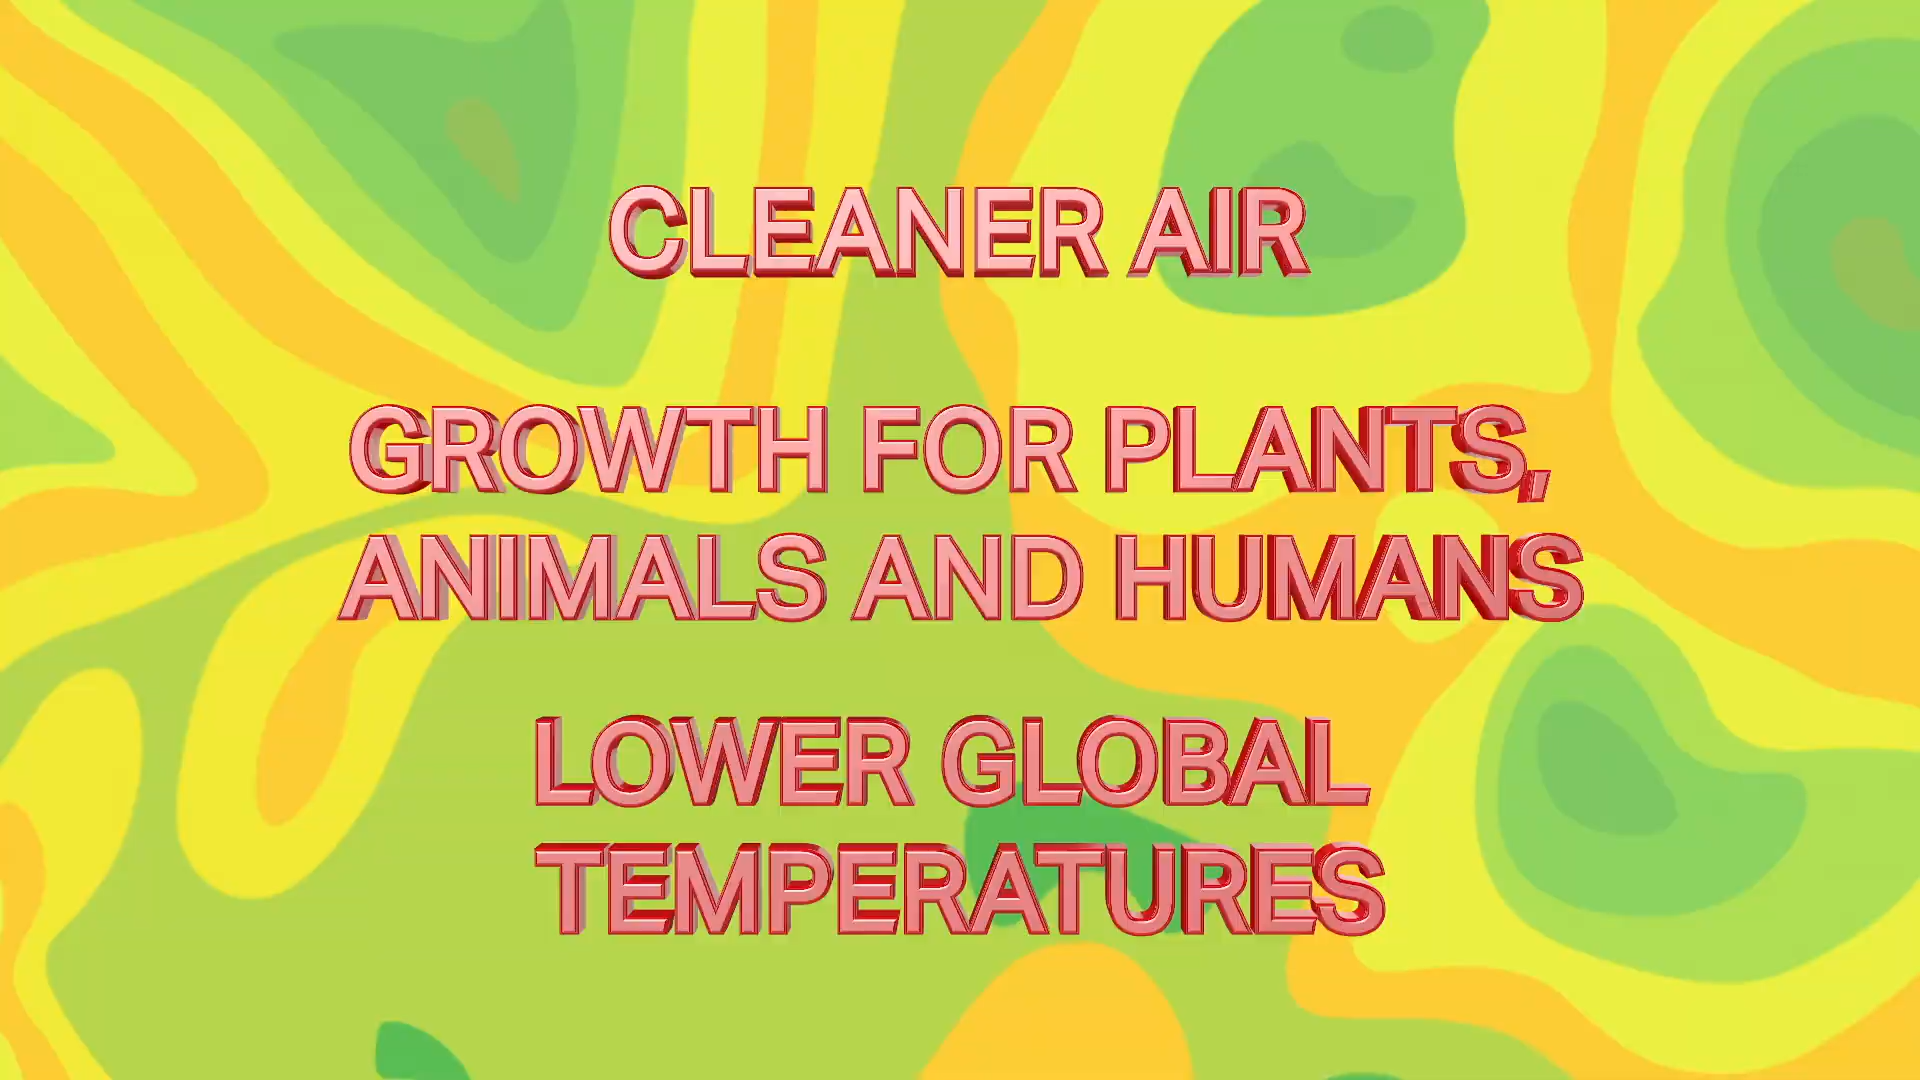 CLEANER AIR
GROWTH FOR PLANTS,
ANIMALS AND HUMANS
LOWER GLOBAL
TEMPERATURES